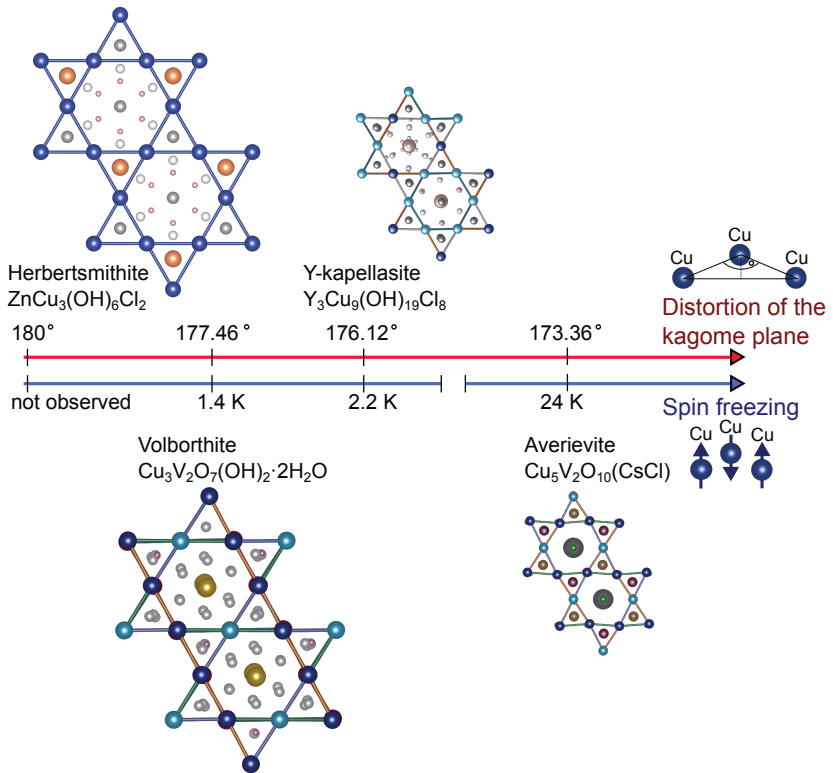 Herbertsmithite
ZnCu₃(OH)₆Cl₂
Y-kapellasite
Y₃Cu₉(OH)₁₉Cl₈
Cu
Cu
Cu
Distortion of the
kagome plane
180°
177.46°
176.12°
173.36°
not observed
1.4 K
2.2 K
24 K
Spin freezing
Cu
Cu
Cu
Volborthite
Cu₃V₂O₇(OH)₂·2H₂O
Averievite
Cu₅V₂O₁₀(CsCl)